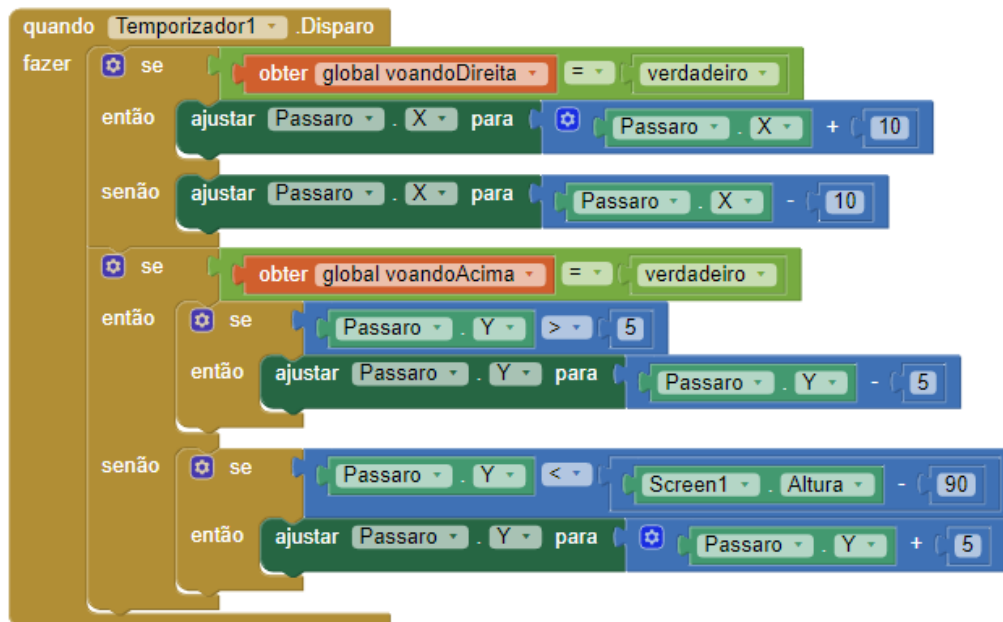 quando Temporizador1 .Disparo
fazer se obter global voandoDireita = verdadeiro
então ajustar Passaro . X para Passaro . X + 10
senão ajustar Passaro . X para Passaro . X - 10
se obter global voandoAcima = verdadeiro
então se Passaro . Y > 5
então ajustar Passaro . Y para Passaro . Y - 5
senão se Passaro . Y < Screen1 . Altura - 90
então ajustar Passaro . Y para Passaro . Y + 5